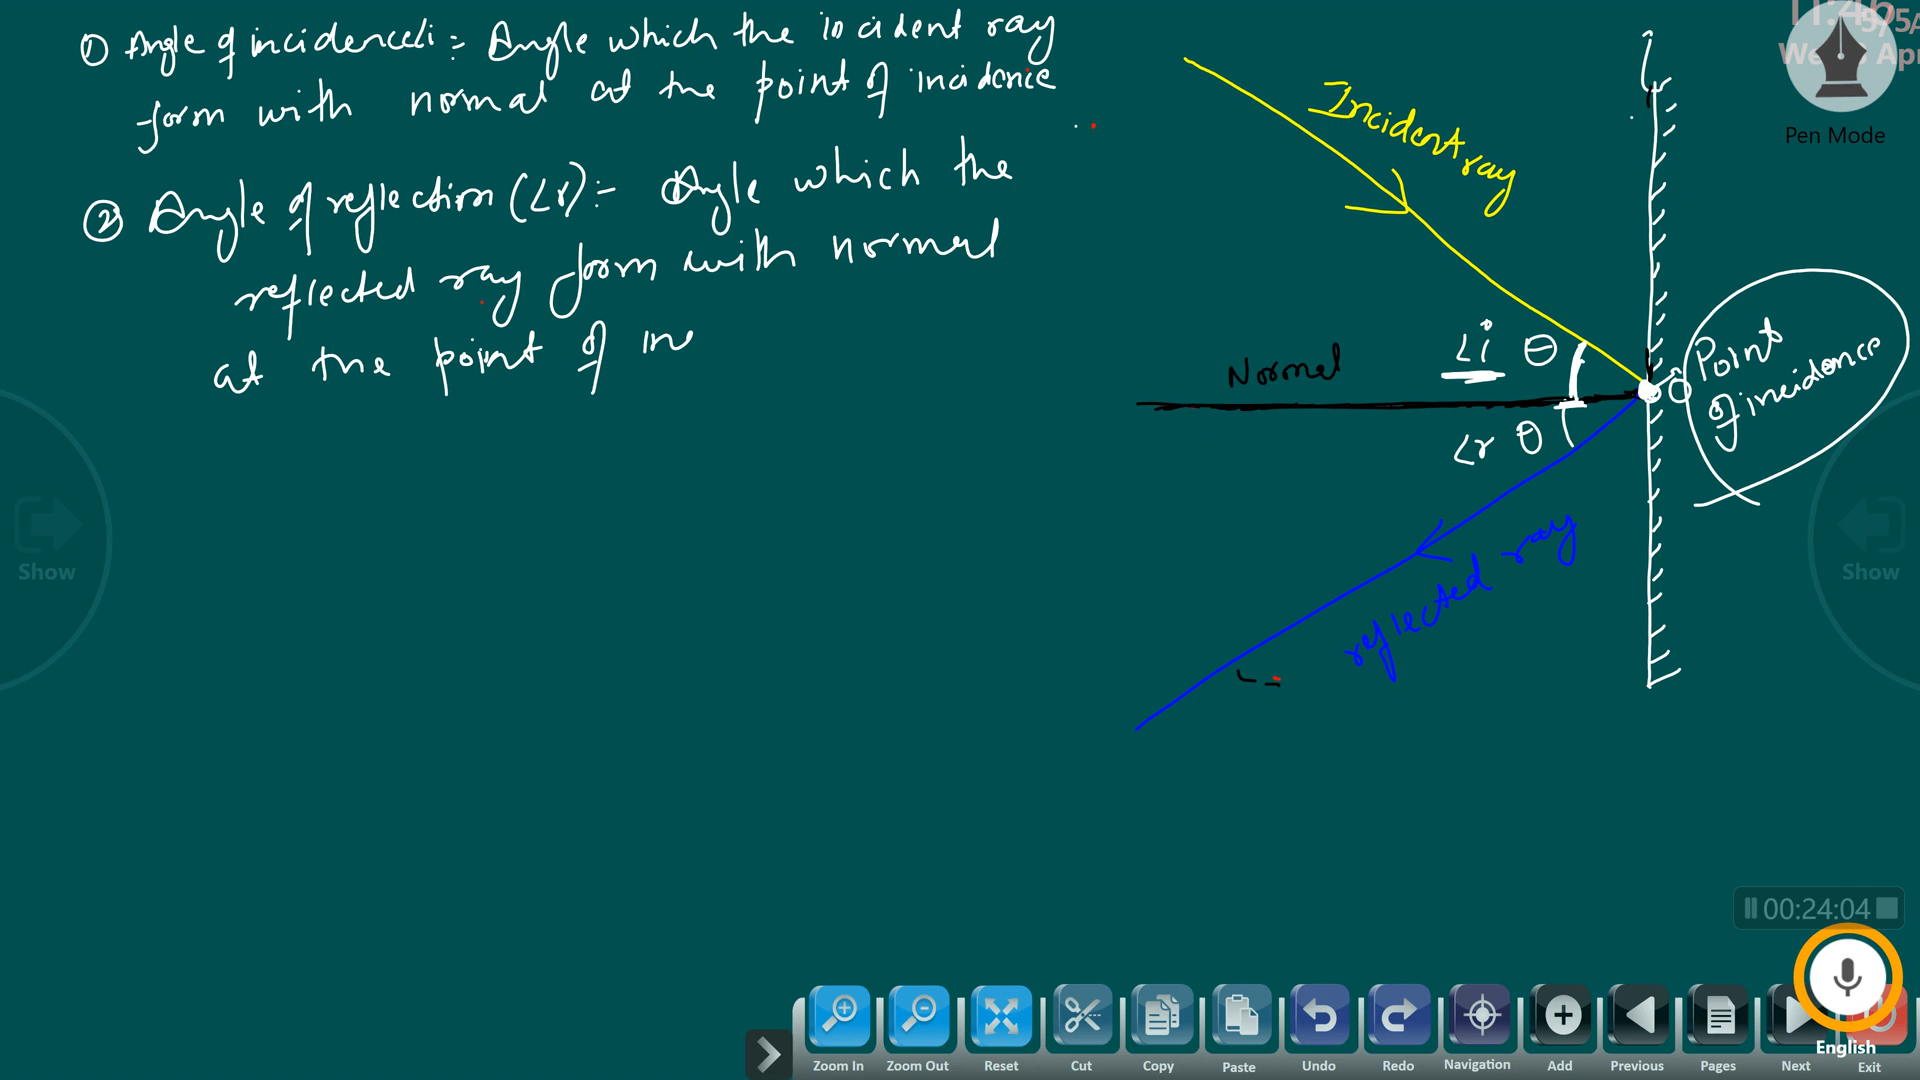 ① Angle of incidence(∠i := Angle which the incident ray
form with normal at the point of incidence
② Angle of reflection (∠r) :- Angle which the
reflected ray form with normal
at the point of inc
Incident ray
Normal
∠i θ
∠r θ
O Point
of incidence
reflected ray
Pen Mode
Show
Show
00:24:04
English
Zoom In Zoom Out Reset Cut Copy Paste Undo Redo Navigation Add Previous Pages Next Exit